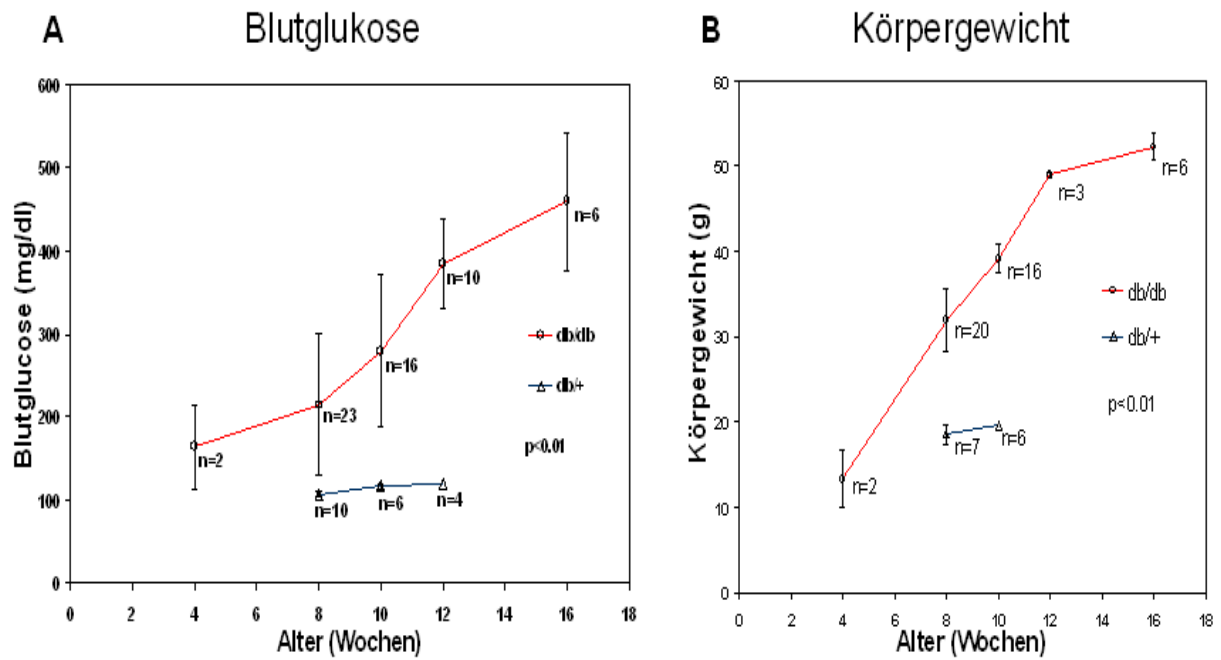 A Blutglukose
Blutglucose (mg/dl)
600
500
400
300
200
100
0
0 2 4 6 8 10 12 14 16 18
Alter (Wochen)
n=2
n=23
n=16
n=10
n=6
n=10
n=6
n=4
db/db
db/+
p<0.01
B Körpergewicht
Körpergewicht (g)
60
50
40
30
20
10
0
0 2 4 6 8 10 12 14 16 18
Alter (Wochen)
n=2
n=20
n=16
n=3
n=6
n=7
n=6
db/db
db/+
p<0.01